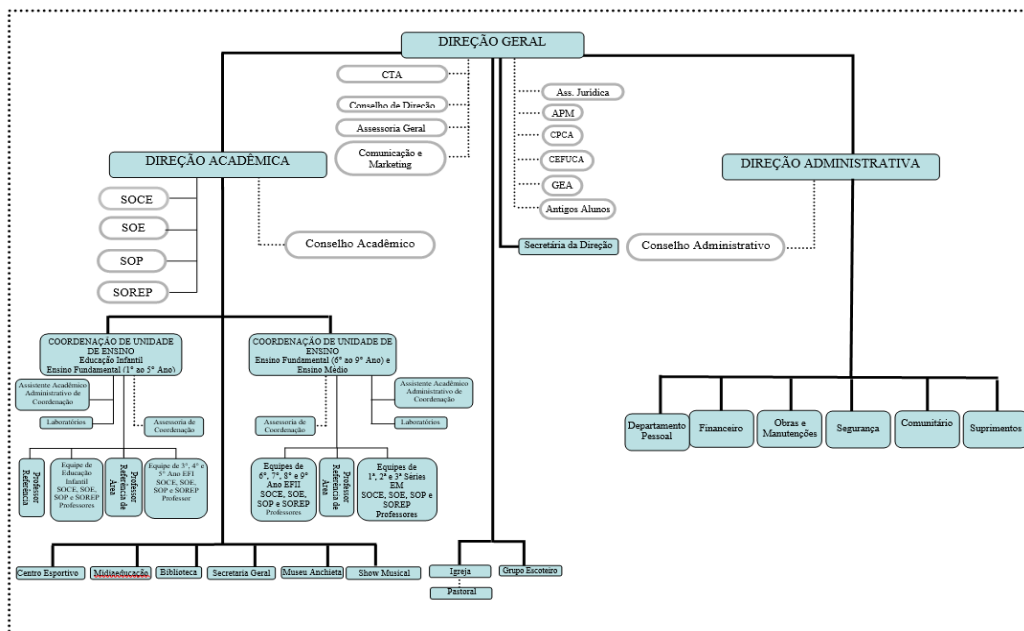 DIREÇÃO GERAL
CTA
Conselho de Direção
Assessoria Geral
Comunicação e
Marketing
Ass. Jurídica
APM
CPCA
CEFUCA
GEA
Antigos Alunos
Secretária da Direção
DIREÇÃO ACADÊMICA
SOCE
SOE
SOP
SOREP
Conselho Acadêmico
DIREÇÃO ADMINISTRATIVA
Conselho Administrativo
COORDENAÇÃO DE UNIDADE
DE ENSINO
Educação Infantil
Ensino Fundamental (1º ao 5º Ano)
Assistente Acadêmico
Administrativo de
Coordenação
Laboratórios
Assessoria de
Coordenação
Professor
Referência
Equipe de
Educação
Infantil
SOCE, SOE,
SOP e SOREP
Professores
Professor
Referência de
Área
Equipe de 3º, 4º e
5º Ano EFI
SOCE, SOE,
SOP e SOREP
Professor
COORDENAÇÃO DE UNIDADE DE
ENSINO
Ensino Fundamental (6º ao 9º Ano) e
Ensino Médio
Assistente Acadêmico
Administrativo de
Coordenação
Laboratórios
Assessoria de
Coordenação
Equipes de
6º, 7º, 8º e 9º
Ano EFII
SOCE, SOE,
SOP e SOREP
Professores
Professor
Referência de
Área
Equipes de
1ª, 2ª e 3ª Séries
EM
SOCE, SOE, SOP e
SOREP
Professores
Departamento
Pessoal
Financeiro
Obras e
Manutenções
Segurança
Comunitário
Suprimentos
Centro Esportivo
Midiaeducação
Biblioteca
Secretaria Geral
Museu Anchieta
Show Musical
Igreja
Pastoral
Grupo Escoteiro